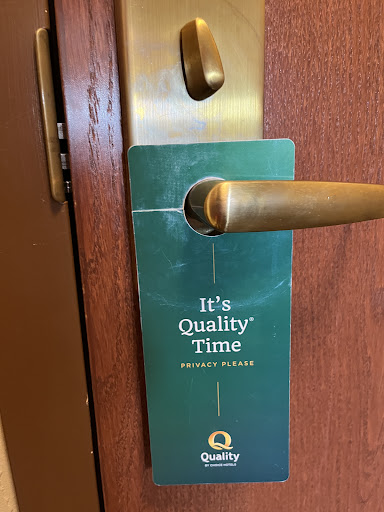 It's
Quality®
Time
PRIVACY PLEASE
Q
Quality
BY CHOICE HOTELS